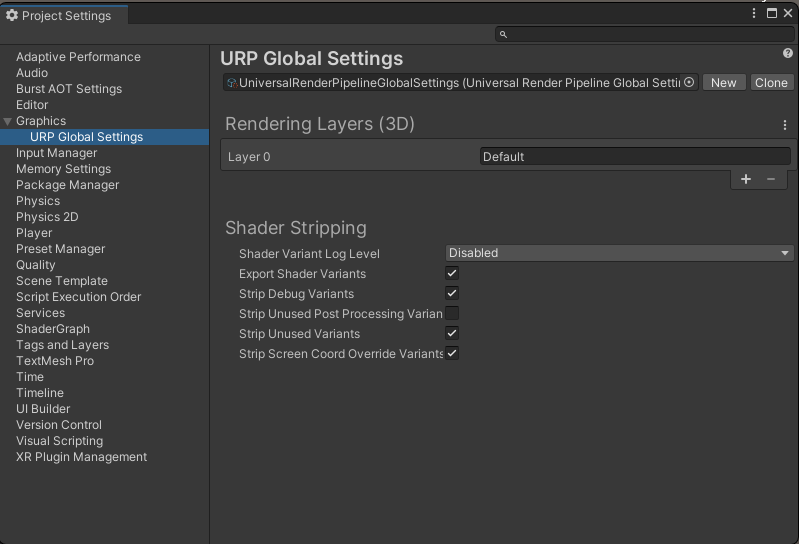 Project Settings
Adaptive Performance
Audio
Burst AOT Settings
Editor
Graphics
URP Global Settings
Input Manager
Memory Settings
Package Manager
Physics
Physics 2D
Player
Preset Manager
Quality
Scene Template
Script Execution Order
Services
ShaderGraph
Tags and Layers
TextMesh Pro
Time
Timeline
UI Builder
Version Control
Visual Scripting
XR Plugin Management
URP Global Settings
UniversalRenderPipelineGlobalSettings (Universal Render Pipeline Global Settin New Clone
Rendering Layers (3D)
Layer 0 Default
+ −
Shader Stripping
Shader Variant Log Level Disabled
Export Shader Variants
Strip Debug Variants
Strip Unused Post Processing Varian
Strip Unused Variants
Strip Screen Coord Override Variants